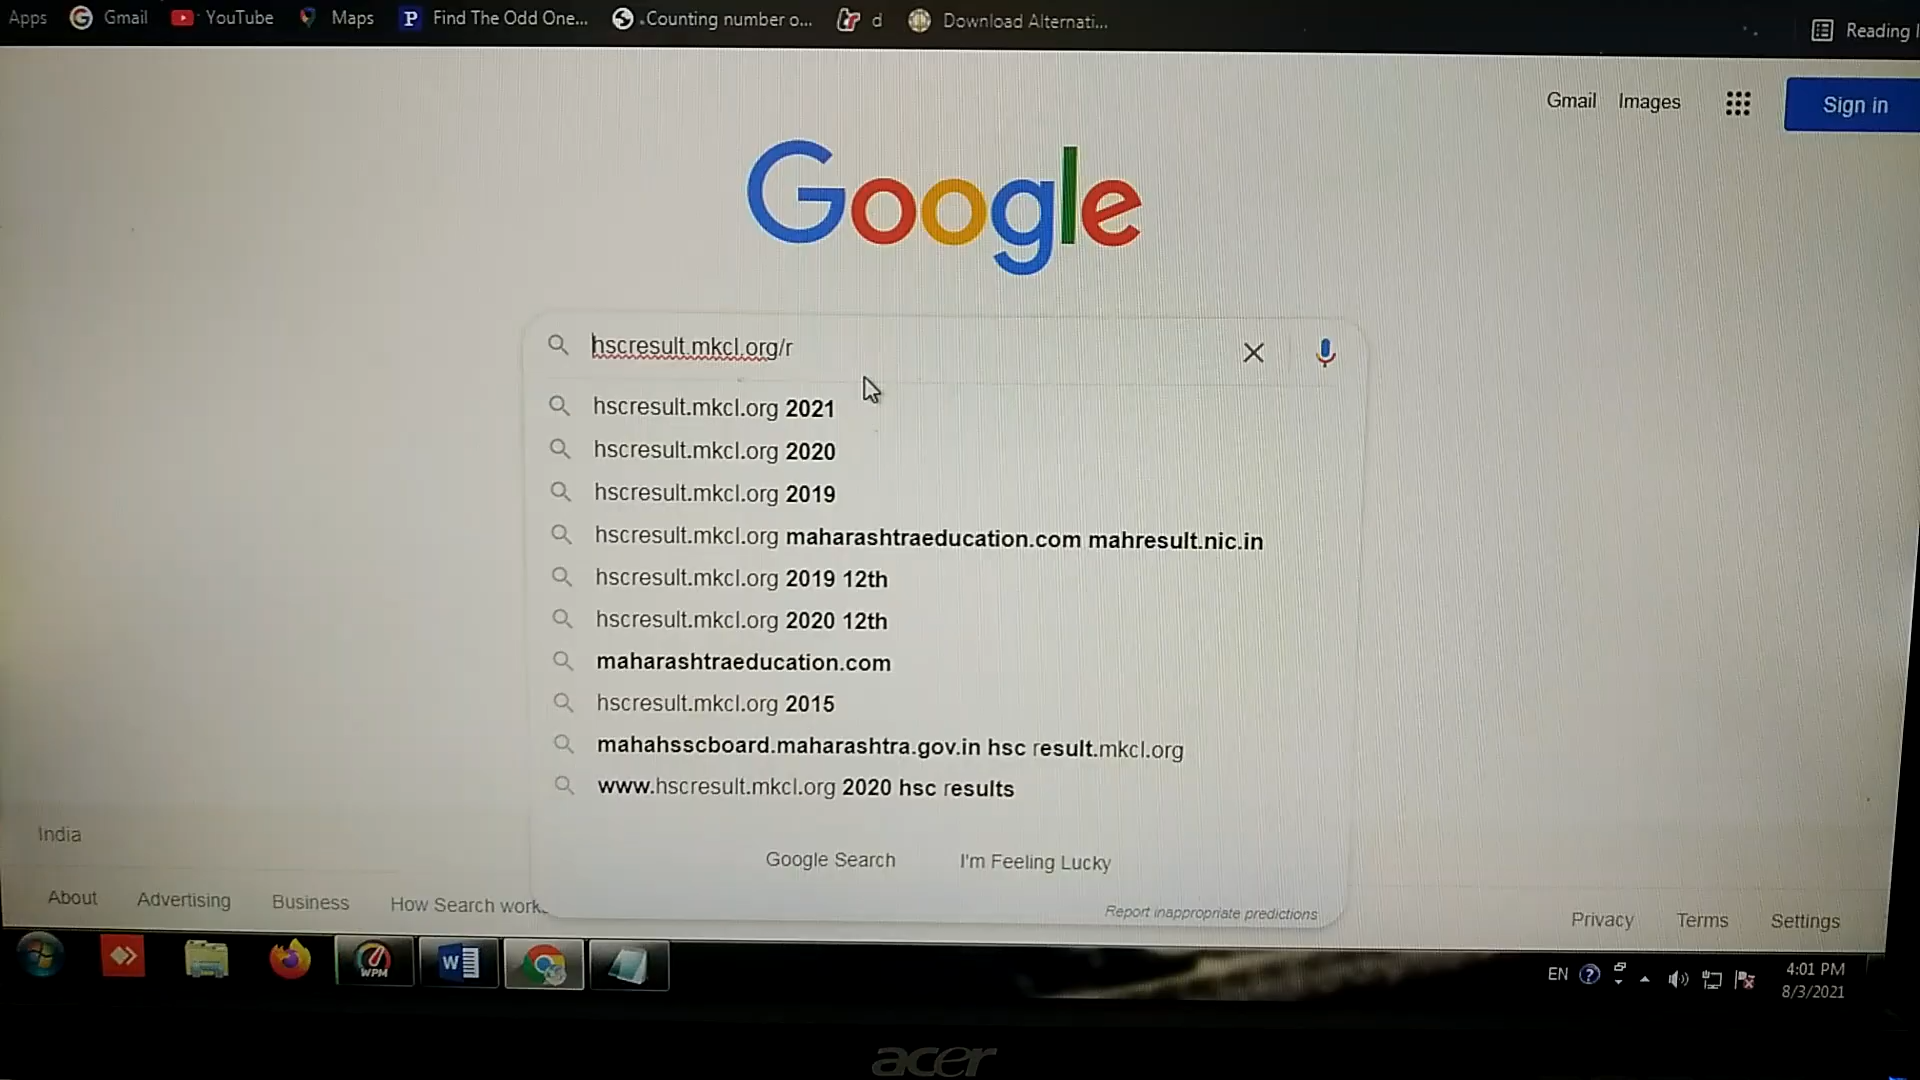 Apps Gmail YouTube Maps Find The Odd One... Counting number o... d Download Alternati... Reading
Gmail Images Sign in
Google
hscresult.mkcl.org/r
hscresult.mkcl.org 2021
hscresult.mkcl.org 2020
hscresult.mkcl.org 2019
hscresult.mkcl.org maharashtraeducation.com mahresult.nic.in
hscresult.mkcl.org 2019 12th
hscresult.mkcl.org 2020 12th
maharashtraeducation.com
hscresult.mkcl.org 2015
mahahsscboard.maharashtra.gov.in hsc result.mkcl.org
www.hscresult.mkcl.org 2020 hsc results
Google Search I'm Feeling Lucky
Report inappropriate predictions
India
About Advertising Business How Search work Privacy Terms Settings
WPM W EN 4:01 PM
8/3/2021
acer